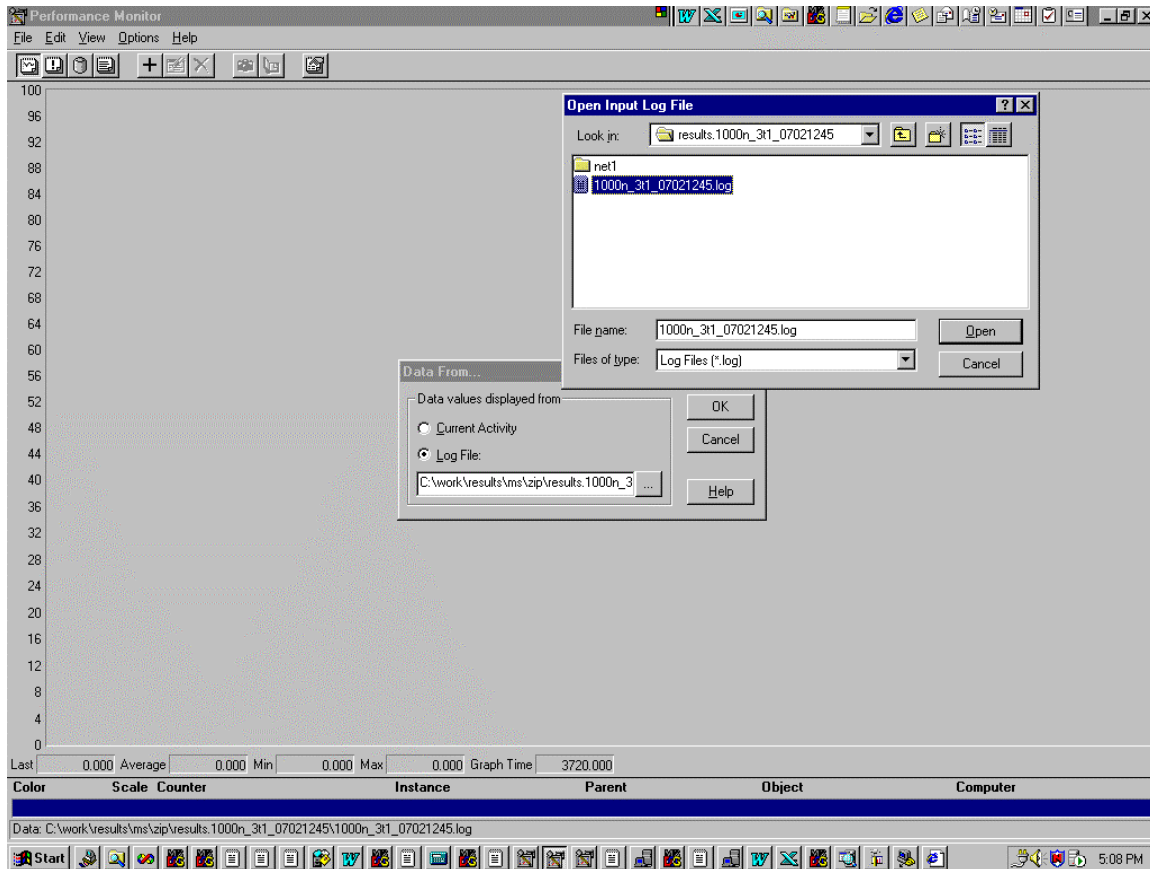 Performance Monitor
File Edit View Options Help
100
96
92
88
84
80
76
72
68
64
60
56
52
48
44
40
36
32
28
24
20
16
12
8
4
0
Open Input Log File
Look in: results.1000n_3t1_07021245
net1
1000n_3t1_07021245.log
File name: 1000n_3t1_07021245.log Open
Files of type: Log Files (*.log) Cancel
Data From...
Data values displayed from
OK
Current Activity
Cancel
Log File:
C:\work\results\ms\zip\results.1000n_3 ... Help
Last 0.000 Average 0.000 Min 0.000 Max 0.000 Graph Time 3720.000
Color Scale Counter Instance Parent Object Computer
Data: C:\work\results\ms\zip\results.1000n_3t1_07021245\1000n_3t1_07021245.log
Start 5:08 PM